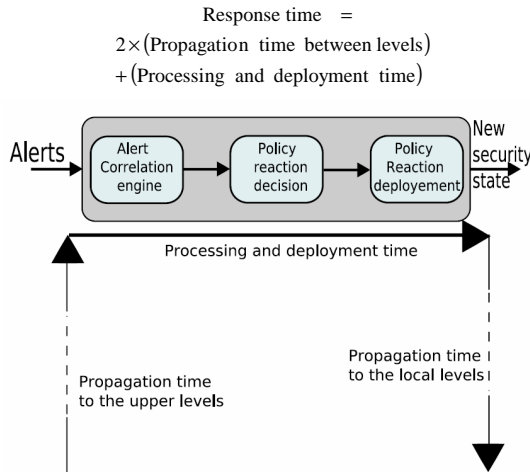 Response time =
2×(Propagation time between levels)
+(Processing and deployment time)
Alerts
Alert
Correlation
engine
Policy
reaction
decision
Policy
Reaction
deployement
New
security
state
Processing and deployment time
Propagation time
to the upper levels
Propagation time
to the local levels